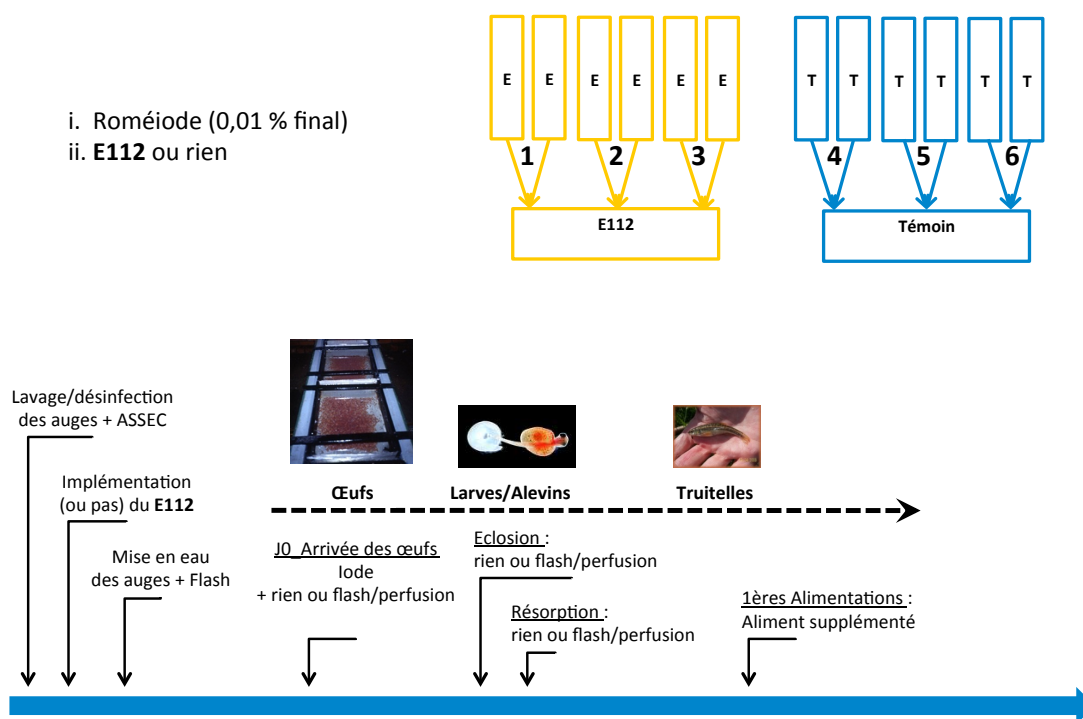 i. Roméiode (0,01 % final)
ii. E112 ou rien
E E E E E E
1 2 3
E112
T T T T T T
4 5 6
Témoin
Lavage/désinfection
des auges + ASSEC
Implémentation
(ou pas) du E112
Mise en eau
des auges + Flash
Œufs
Larves/Alevins
Truitelles
J0_Arrivée des œufs
Iode
+ rien ou flash/perfusion
Eclosion :
rien ou flash/perfusion
Résorption :
rien ou flash/perfusion
1ères Alimentations :
Aliment supplémenté